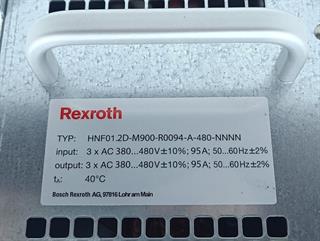 Rexroth
TYP: HNF01.2D-M900-R0094-A-480-NNNN
input: 3 x AC 380...480V±10%; 95A; 50...60Hz±2%
output: 3 x AC 380...480V±10%; 95A; 50...60Hz±2%
tA: 40°C
Bosch Rexroth AG, 97816 Lohr am Main